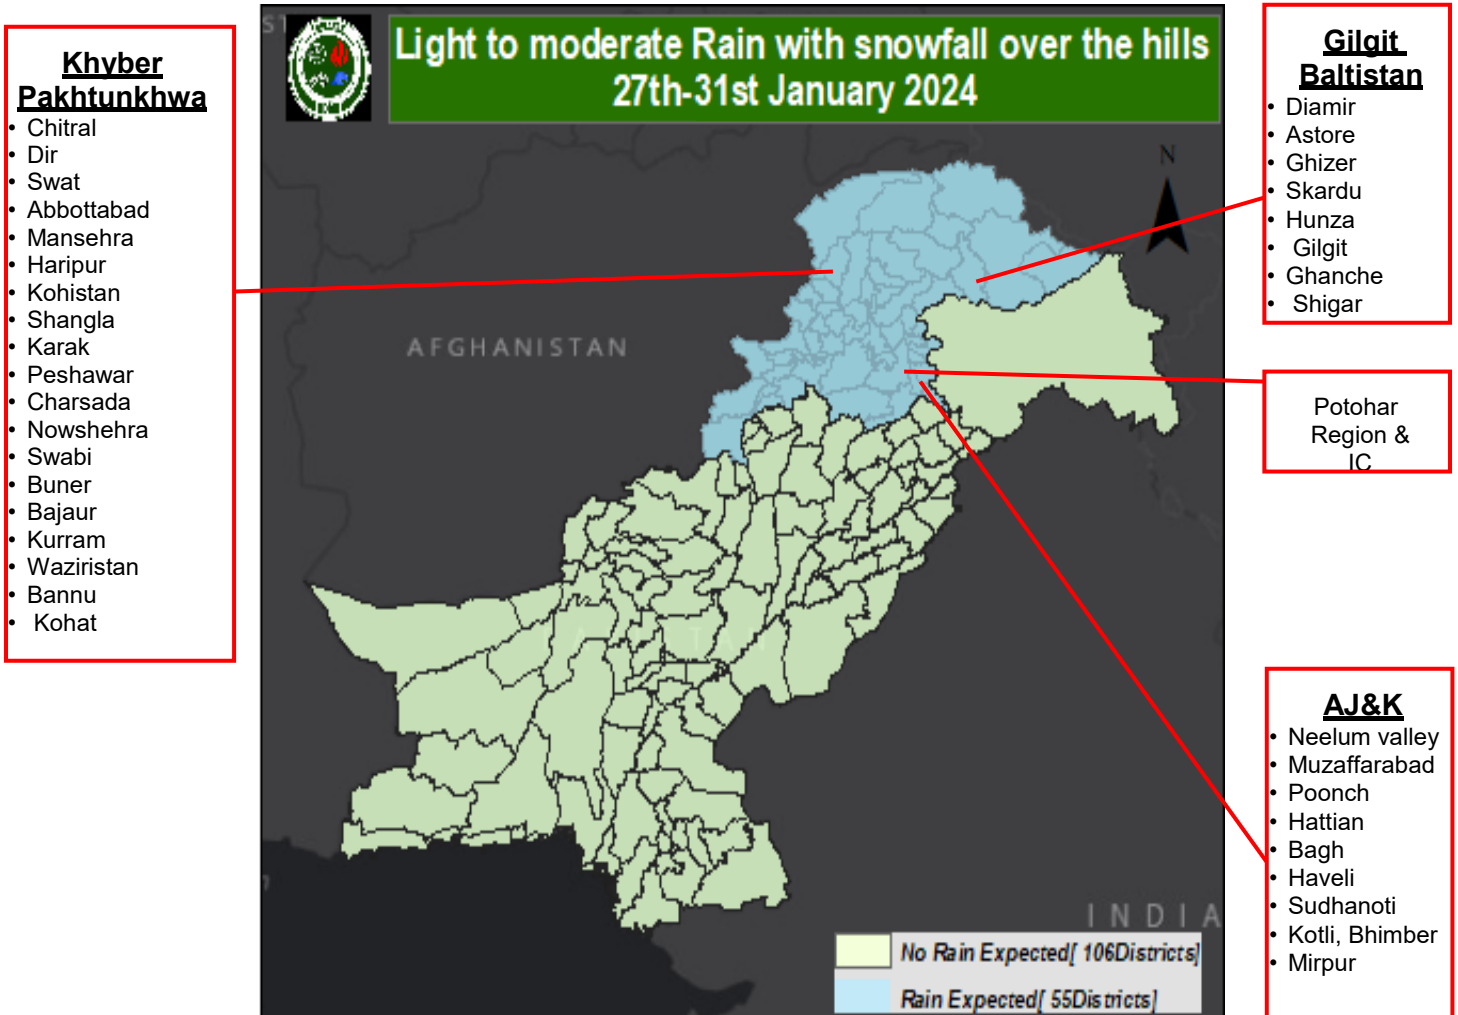 Light to moderate Rain with snowfall over the hills
27th-31st January 2024
Khyber
Pakhtunkhwa
• Chitral
• Dir
• Swat
• Abbottabad
• Mansehra
• Haripur
• Kohistan
• Shangla
• Karak
• Peshawar
• Charsada
• Nowshehra
• Swabi
• Buner
• Bajaur
• Kurram
• Waziristan
• Bannu
• Kohat
Gilgit
Baltistan
• Diamir
• Astore
• Ghizer
• Skardu
• Hunza
• Gilgit
• Ghanche
• Shigar
N
AFGHANISTAN
Potohar
Region &
IC
PAKISTAN
AJ&K
• Neelum valley
• Muzaffarabad
• Poonch
• Hattian
• Bagh
• Haveli
• Sudhanoti
• Kotli, Bhimber
• Mirpur
INDIA
No Rain Expected[ 106Districts]
Rain Expected[ 55Districts]